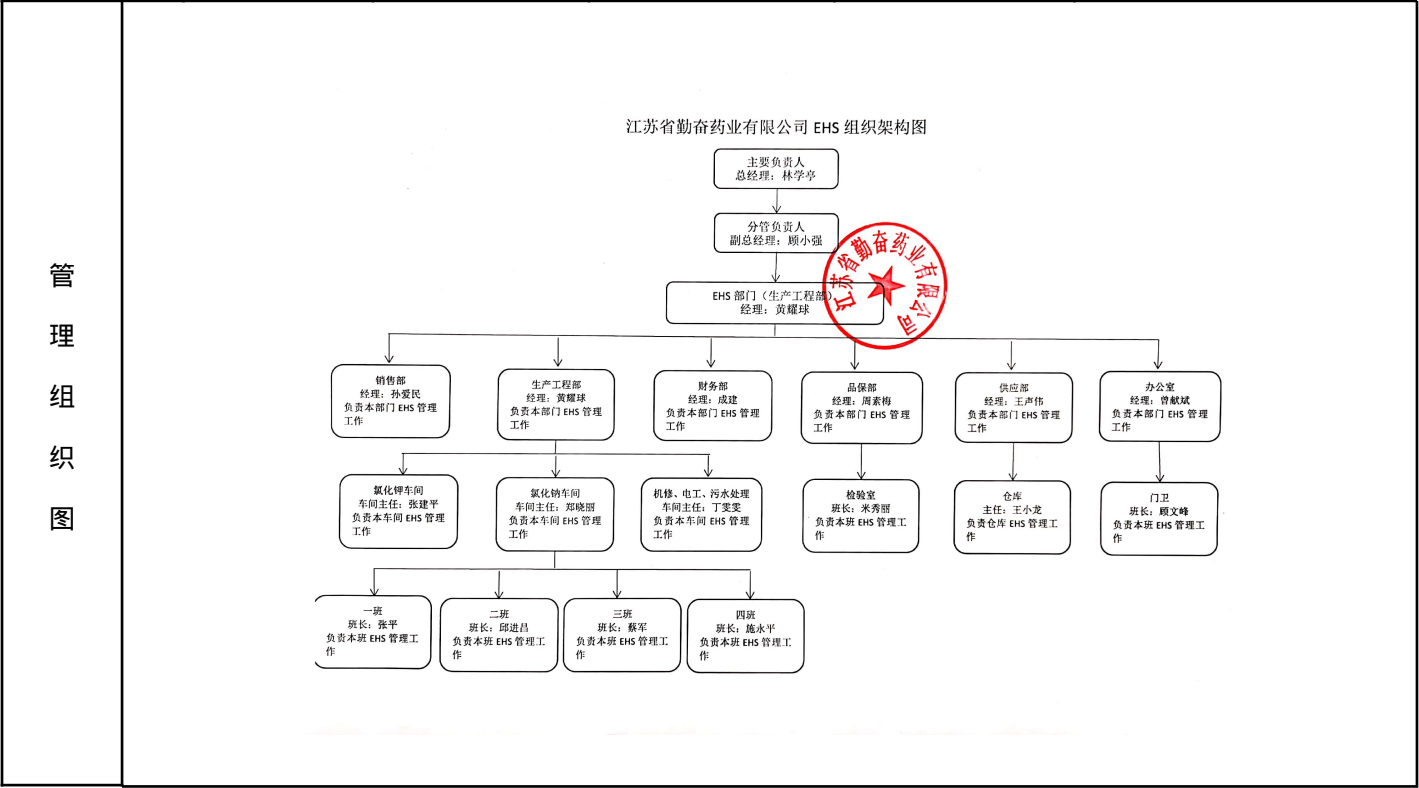 管
理
组
织
图
江苏省勤奋药业有限公司 EHS 组织架构图
主要负责人
总经理：林学亭
分管负责人
副总经理：顾小强
江苏省勤奋药业有限公司
EHS 部门（生产工程部）
经理：黄耀球
销售部
经理：孙爱民
负责本部门 EHS 管理
工作
生产工程部
经理：黄耀球
负责本部门 EHS 管理
工作
财务部
经理：成建
负责本部门 EHS 管理
工作
品保部
经理：周素梅
负责本部门 EHS 管理
工作
供应部
经理：王声伟
负责本部门 EHS 管理
工作
办公室
经理：曾献斌
负责本部门 EHS 管理
工作
氯化钾车间
车间主任：张建平
负责本车间 EHS 管理
工作
氯化钠车间
车间主任：郑晓丽
负责本车间 EHS 管理
工作
机修、电工、污水处理
车间主任：丁雯雯
负责本车间 EHS 管理
工作
检验室
班长：米秀丽
负责本班 EHS 管理工
作
仓库
主任：王小龙
负责仓库 EHS 管理工
作
门卫
班长：顾文峰
负责本班 EHS 管理工
作
一班
班长：张平
负责本班 EHS 管理工
作
二班
班长：邱进昌
负责本班 EHS 管理工
作
三班
班长：蔡军
负责本班 EHS 管理工
作
四班
班长：施永平
负责本班 EHS 管理工
作